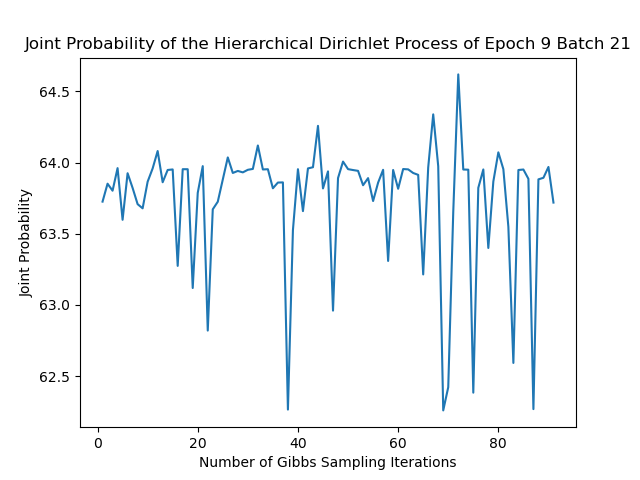 Joint Probability of the Hierarchical Dirichlet Process of Epoch 9 Batch 21
64.5
64.0
63.5
63.0
62.5
Joint Probability
0 20 40 60 80
Number of Gibbs Sampling Iterations